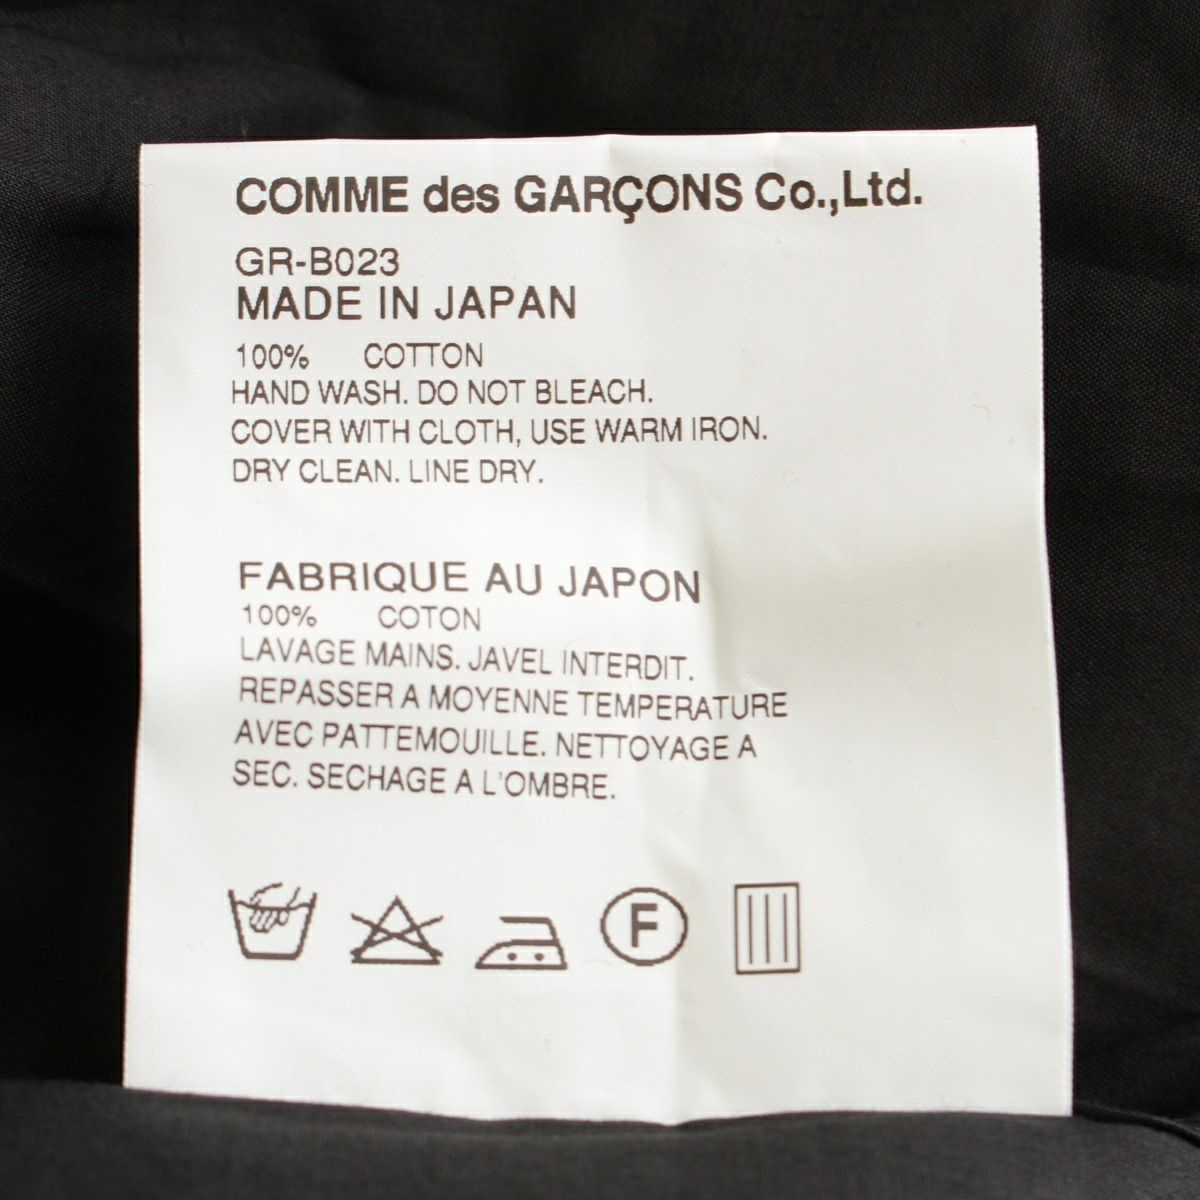 COMME des GARÇONS Co.,Ltd.
GR-B023
MADE IN JAPAN
100% COTTON
HAND WASH. DO NOT BLEACH.
COVER WITH CLOTH, USE WARM IRON.
DRY CLEAN. LINE DRY.
FABRIQUE AU JAPON
100% COTON
LAVAGE MAINS. JAVEL INTERDIT.
REPASSER A MOYENNE TEMPERATURE
AVEC PATTEMOUILLE. NETTOYAGE A
SEC. SECHAGE A L'OMBRE.
F